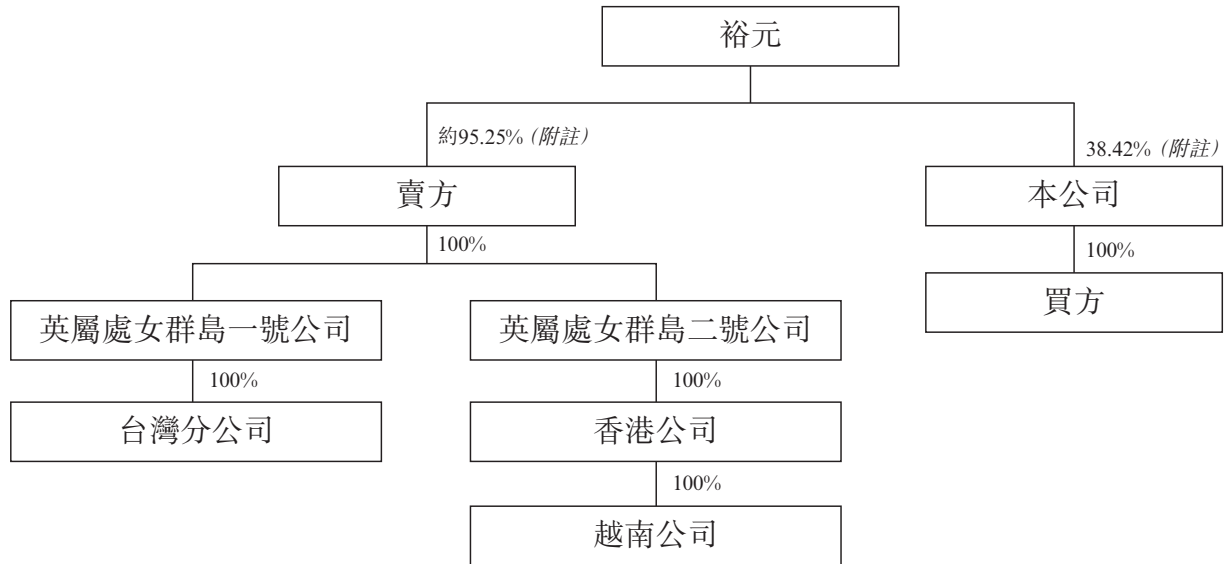 裕元
約95.25% (附註)
38.42% (附註)
賣方
本公司
100%
100%
英屬處女群島一號公司
英屬處女群島二號公司
買方
100%
100%
台灣分公司
香港公司
100%
越南公司